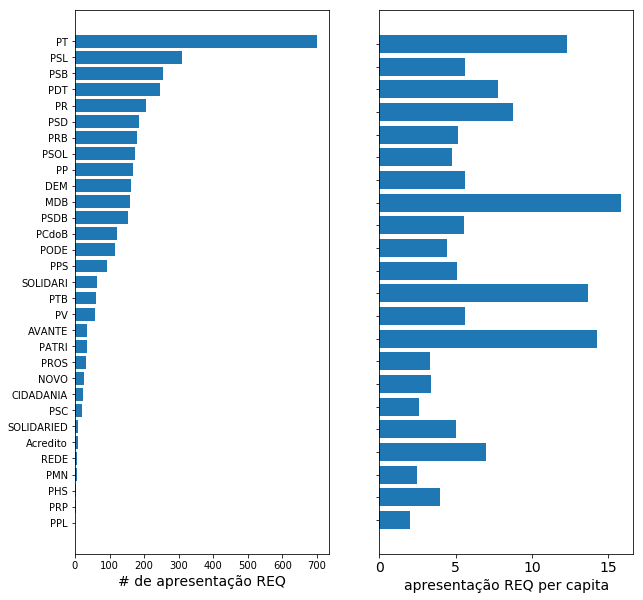 PT
PSL
PSB
PDT
PR
PSD
PRB
PSOL
PP
DEM
MDB
PSDB
PCdoB
PODE
PPS
SOLIDARI
PTB
PV
AVANTE
PATRI
PROS
NOVO
CIDADANIA
PSC
SOLIDARIED
Acredito
REDE
PMN
PHS
PRP
PPL
0 100 200 300 400 500 600 700
# de apresentação REQ
0 5 10 15
apresentação REQ per capita